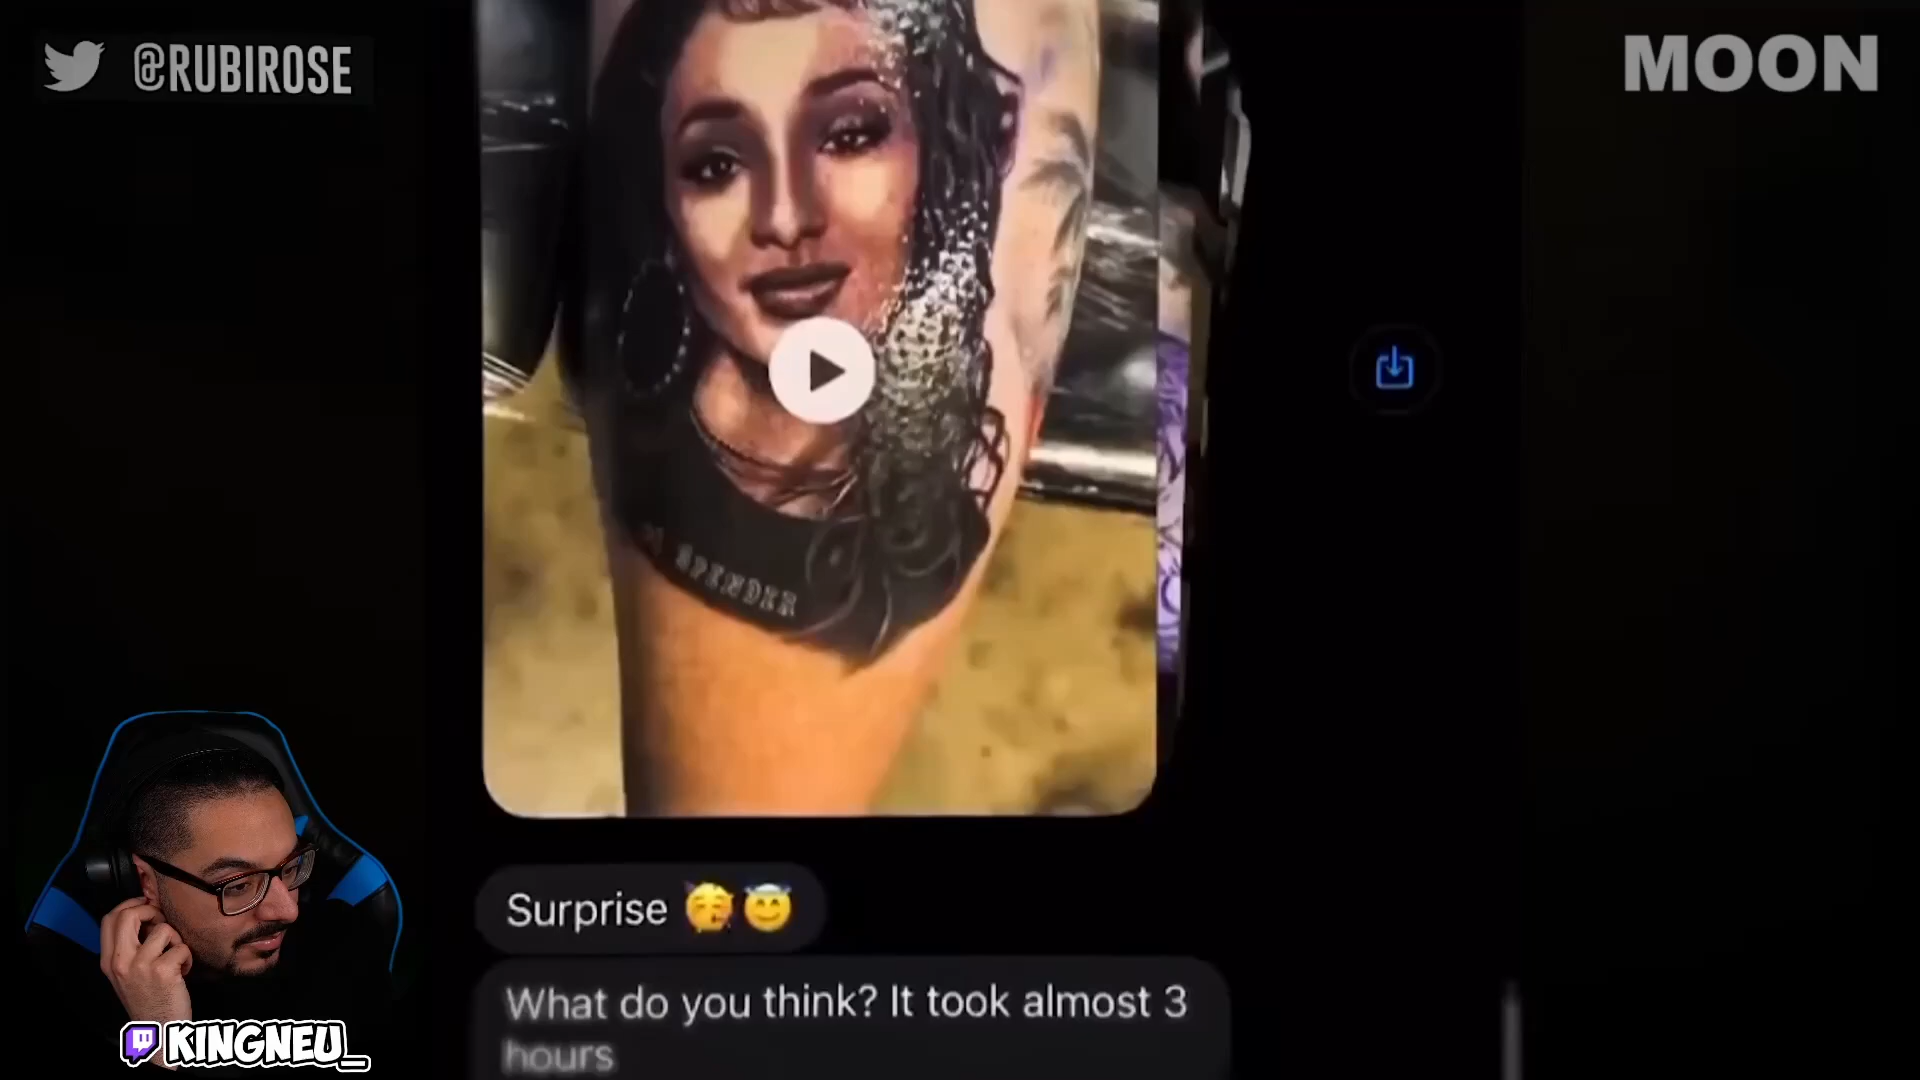 @RUBIROSE
MOON
SPENDER
Surprise 🥳😇
What do you think? It took almost 3
hours
KINGNEU_